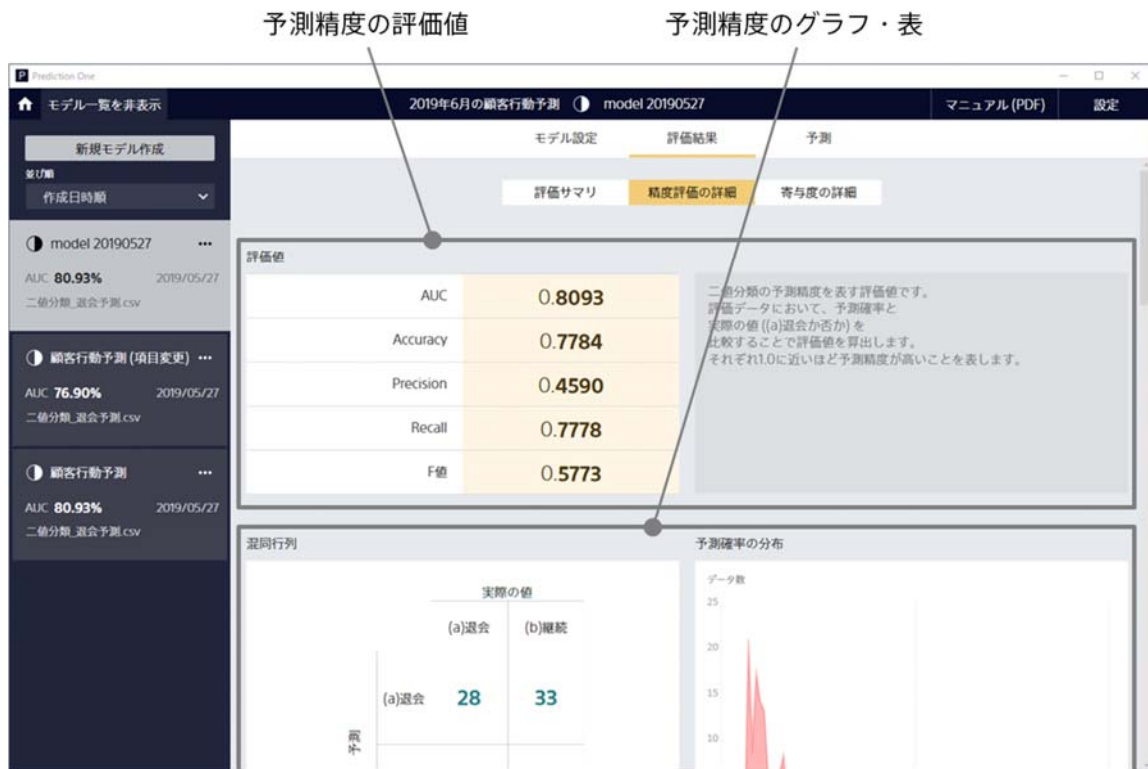 予測精度の評価値
予測精度のグラフ・表
P Prediction One
モデル一覧を非表示
2019年6月の顧客行動予測 model 20190527
マニュアル (PDF)
設定
新規モデル作成
並び順
作成日時順
model 20190527 •••
AUC 80.93% 2019/05/27
二値分類_退会予測.csv
顧客行動予測 (項目変更) •••
AUC 76.90% 2019/05/27
二値分類_退会予測.csv
顧客行動予測 •••
AUC 80.93% 2019/05/27
二値分類_退会予測.csv
モデル設定 評価結果 予測
評価サマリ 精度評価の詳細 寄与度の詳細
評価値
AUC 0.8093
Accuracy 0.7784
Precision 0.4590
Recall 0.7778
F値 0.5773
二値分類の予測精度を表す評価値です。
評価データにおいて、予測確率と
実際の値 ((a)退会か否か) を
比較することで評価値を算出します。
それぞれ1.0に近いほど予測精度が高いことを表します。
混同行列
実際の値
(a)退会 (b)継続
(a)退会 28 33
予測
予測確率の分布
データ数
25
20
15
10